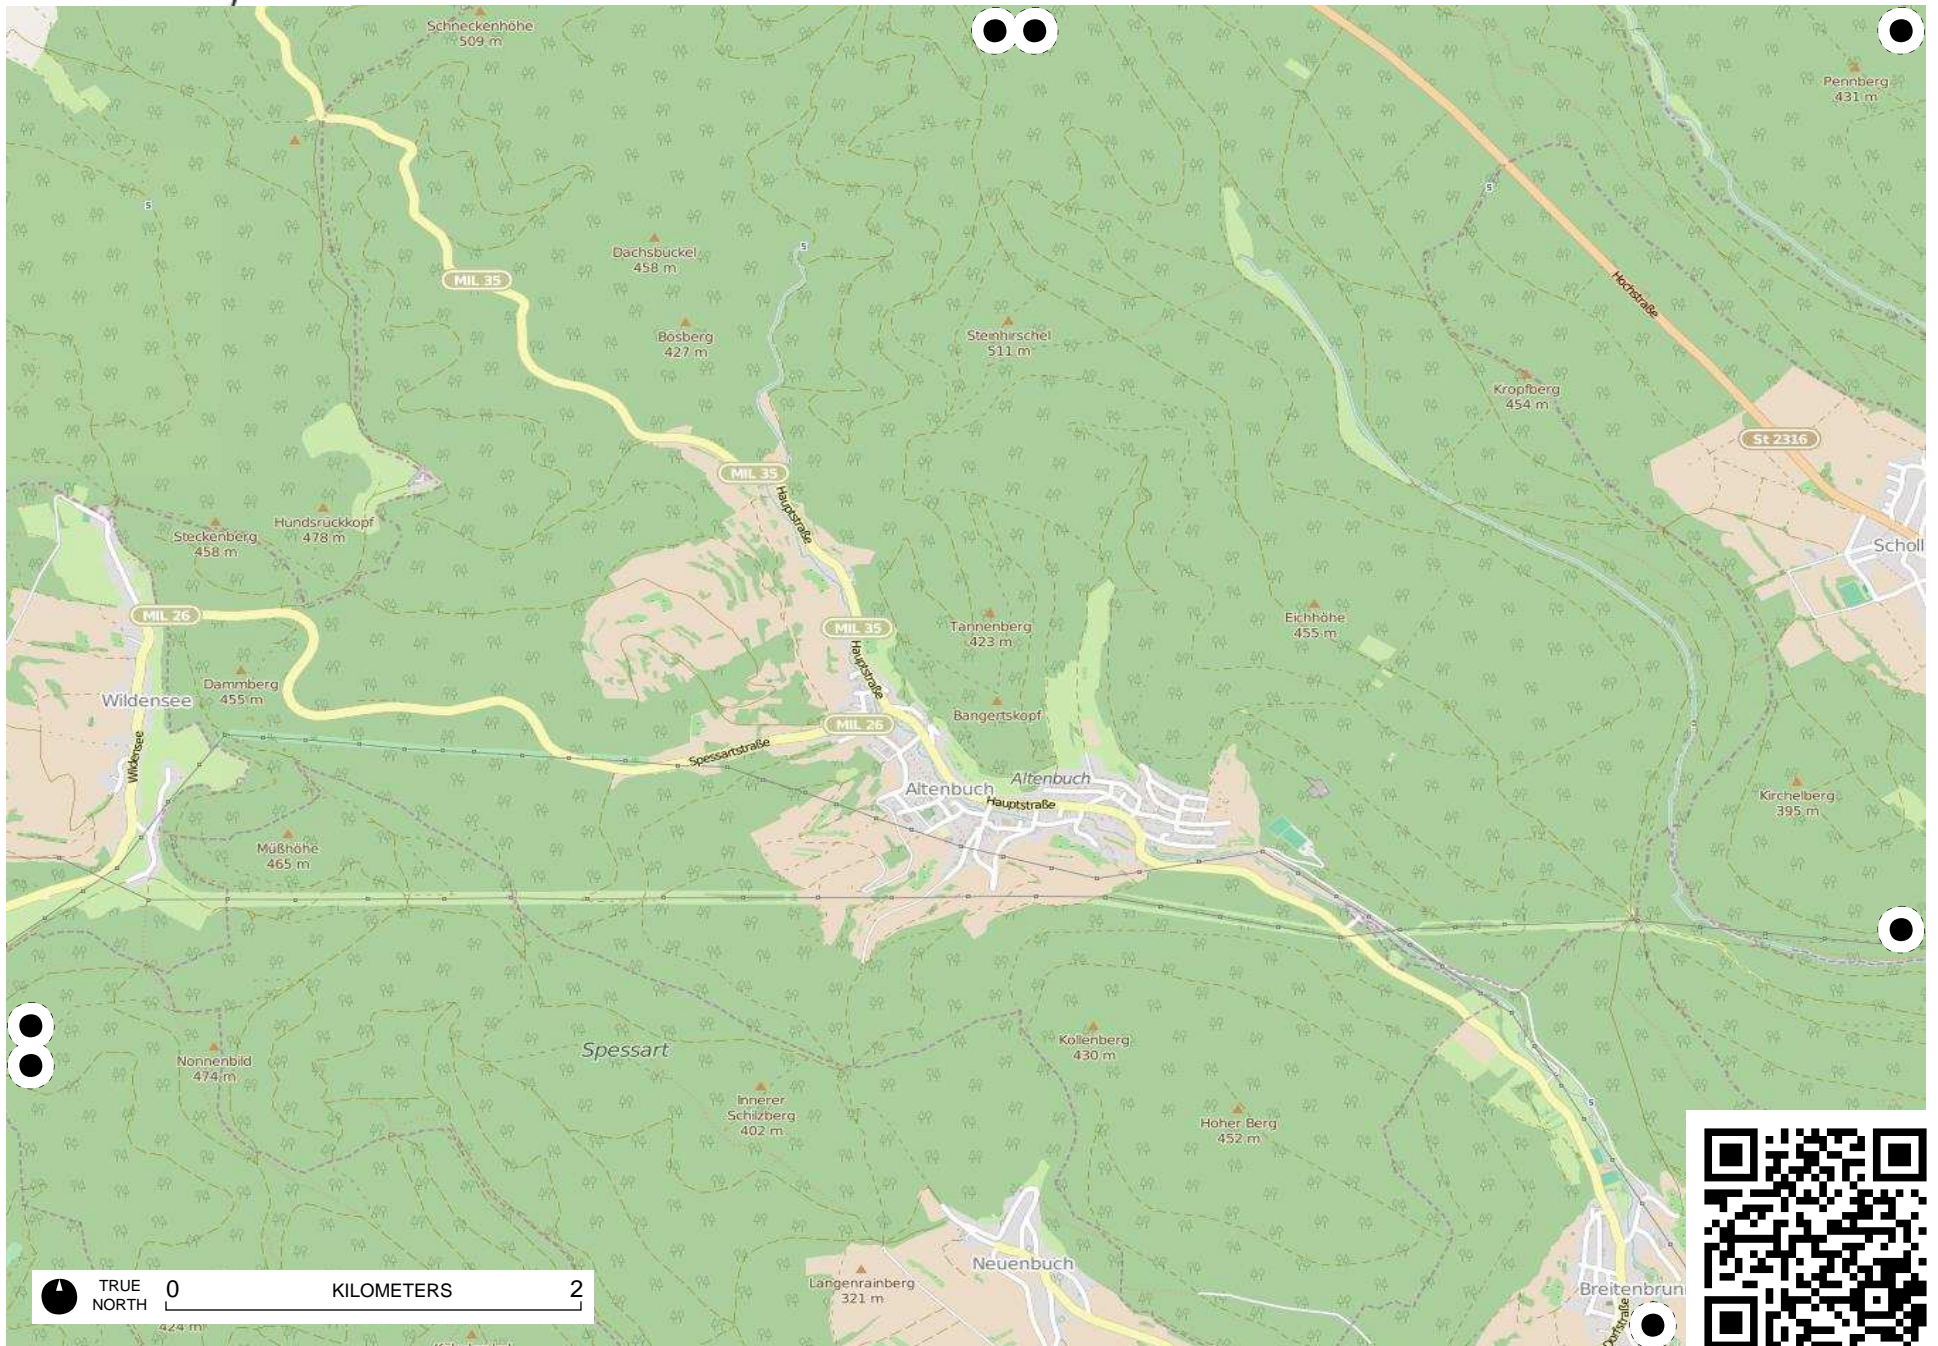 Schneckenhöhe
509 m
Pennberg
431 m
S
S
Dachsbuckel
458 m
S
MIL 35
Hochstraße
Bösberg
427 m
Steinhirschel
511 m
Kropfberg
454 m
St 2316
MIL 35
Hauptstraße
Hundsrückkopf
478 m
Steckenberg
458 m
Scholl
MIL 26
MIL 35
Tannenberg
423 m
Eichhöhe
455 m
Hauptstraße
Dammberg
455 m
Wildensee
Bangertskopf
MIL 26
Spessartstraße
Wildensee
Altenbuch
Altenbuch
Hauptstraße
Kirchelberg
395 m
Müßhöhe
465 m
Spessart
Kollenberg
430 m
Nonnenbild
474 m
Innerer
Schilzberg
402 m
Hoher Berg
452 m
S
Neuenbuch
Langenrainberg
321 m
Breitenbrun
Dorfstraße
TRUE
NORTH
0
KILOMETERS
2
424 m